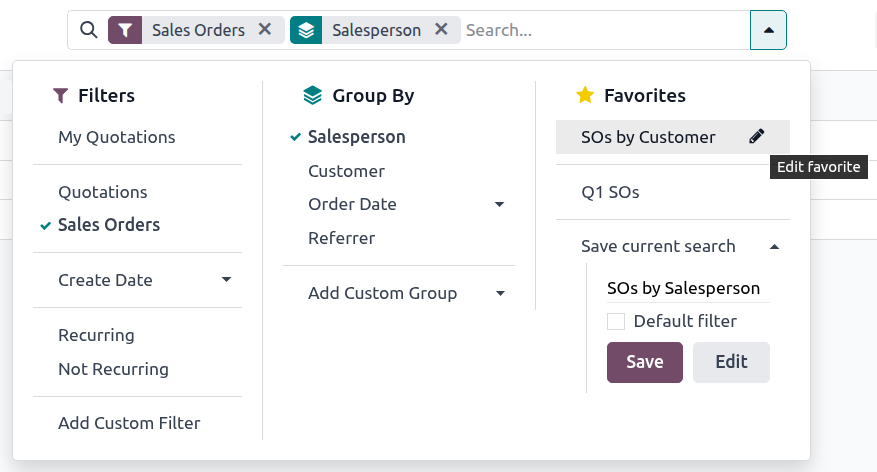 Sales Orders
Salesperson
Search...
Filters
My Quotations
Quotations
Sales Orders
Create Date
Recurring
Not Recurring
Add Custom Filter
Group By
Salesperson
Customer
Order Date
Referrer
Add Custom Group
Favorites
SOs by Customer
Edit favorite
Q1 SOs
Save current search
SOs by Salesperson
Default filter
Save
Edit